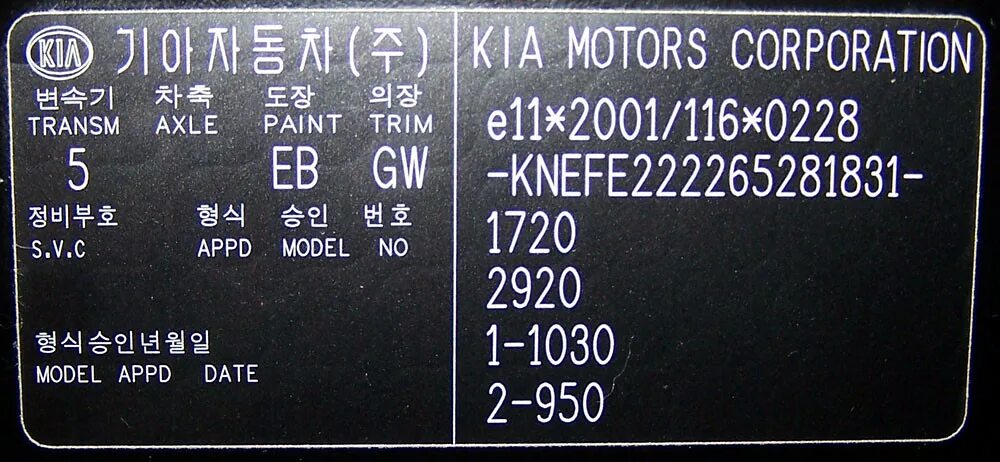 KIA 기아자동차(주)
변속기 차축 도장 의장
TRANSM AXLE PAINT TRIM
5 EB GW
정비부호 형식 승인 번호
S.V.C APPD MODEL NO
형식승인년월일
MODEL APPD DATE
KIA MOTORS CORPORATION
e11*2001/116*0228
-KNEFE222265281831-
1720
2920
1-1030
2-950